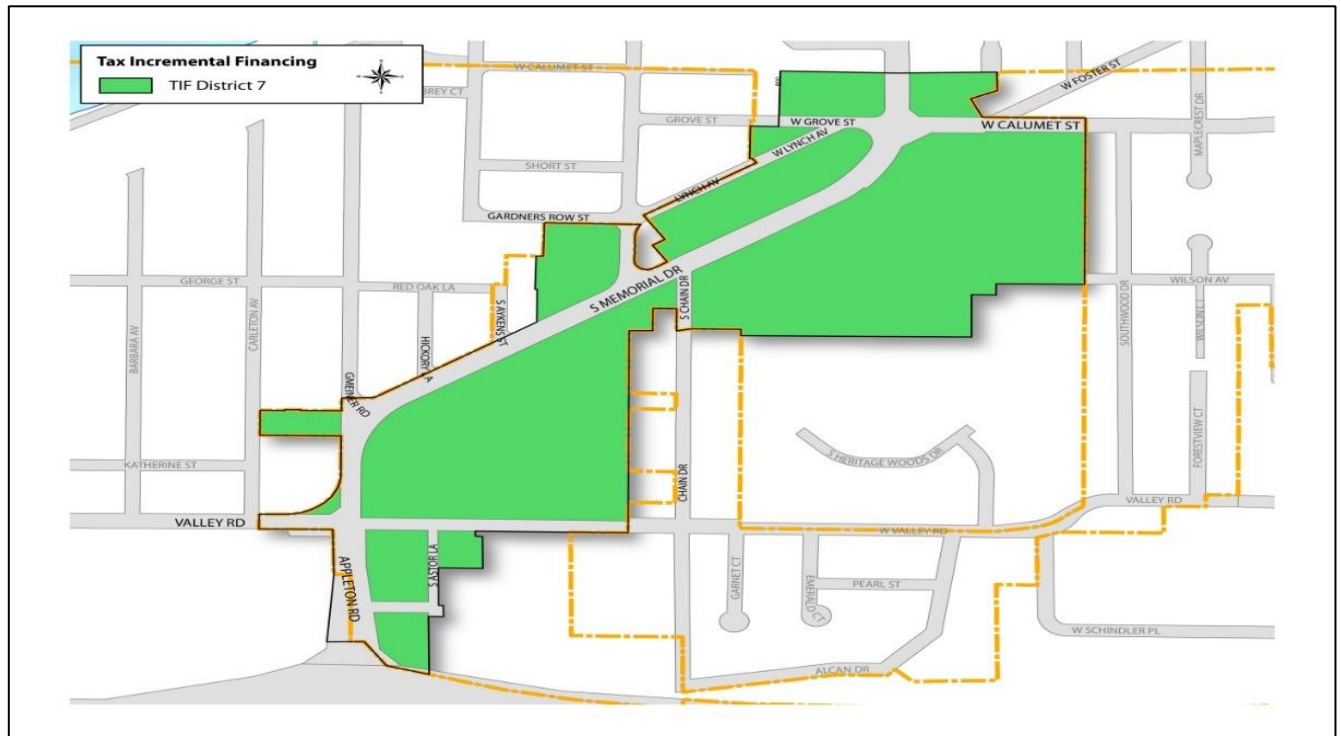 Tax Incremental Financing
TIF District 7
W CALUMET ST
W FOSTER ST
BREY CT
GROVE ST
W GROVE ST
W CALUMET ST
MAPLECREST DR
W LYNCH AV
SHORT ST
LYNCH AV
GARDNERS ROW ST
GEORGE ST
RED OAK LA
S MEMORIAL DR
S CHAIN DR
WILSON AV
S AYKENS ST
BARBARA AV
CARLETON AV
HICKORY LA
SOUTHWOOD DR
WILSON CT
GMEINER RD
S HERITAGE WOODS DR
FORESTVIEW CT
KATHERINE ST
CHAIN DR
VALLEY RD
VALLEY RD
W VALLEY RD
S ASTOR LA
APPLETON RD
GARNET CT
EMERALD CT
PEARL ST
W SCHINDLER PL
ALCAN DR